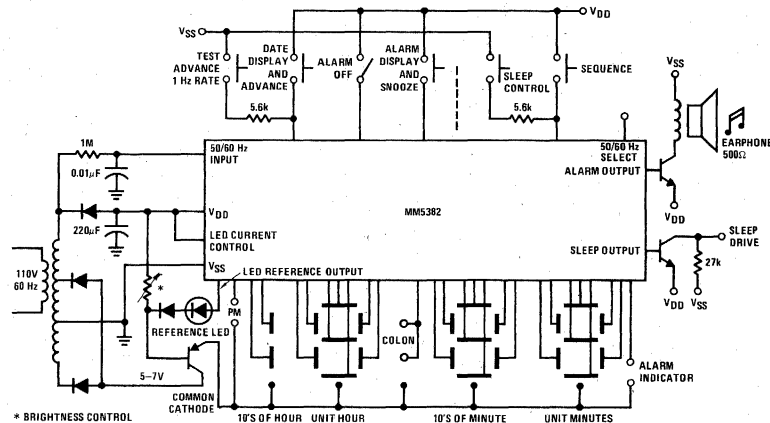 VDD
VSS
TEST
ADVANCE
1 Hz RATE
DATE
DISPLAY
AND
ADVANCE
ALARM
OFF
ALARM
DISPLAY
AND
SNOOZE
SLEEP
CONTROL
SEQUENCE
5.6k
5.6k
VSS
EARPHONE
500Ω
1M
0.01µF
50/60 Hz
INPUT
50/60 Hz
SELECT
ALARM OUTPUT
VDD
MM5382
220µF
VDD
LED CURRENT
CONTROL
VSS
SLEEP OUTPUT
SLEEP
DRIVE
27k
VDD
VSS
110V
60 Hz
*
LED REFERENCE OUTPUT
REFERENCE LED
PM
COLON
ALARM
INDICATOR
5–7V
COMMON
CATHODE
* BRIGHTNESS CONTROL
10'S OF HOUR
UNIT HOUR
10'S OF MINUTE
UNIT MINUTES